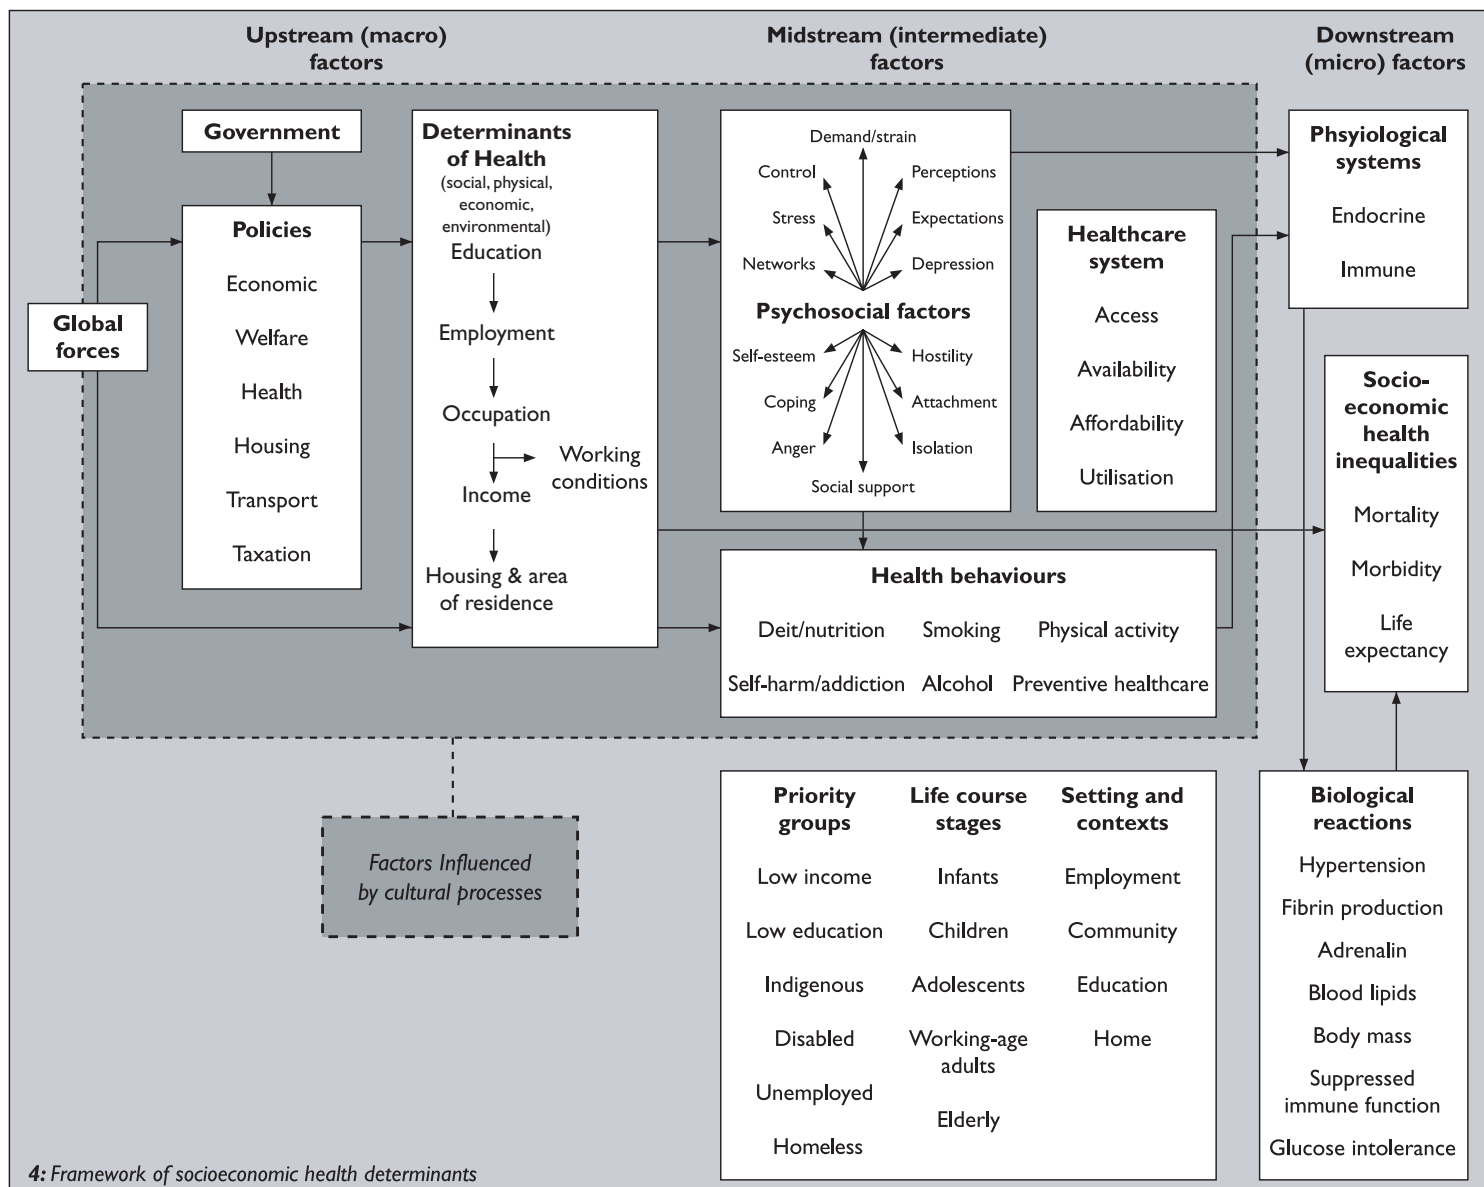 Upstream (macro)
factors
Midstream (intermediate)
factors
Downstream
(micro) factors
Government
Policies
Economic
Welfare
Health
Housing
Transport
Taxation
Global
forces
Determinants
of Health
(social, physical,
economic,
environmental)
Education
Employment
Occupation
Working
conditions
Income
Housing & area
of residence
Demand/strain
Control
Perceptions
Stress
Expectations
Networks
Depression
Psychosocial factors
Self-esteem
Hostility
Coping
Attachment
Anger
Isolation
Social support
Healthcare
system
Access
Availability
Affordability
Utilisation
Health behaviours
Deit/nutrition
Smoking
Physical activity
Self-harm/addiction
Alcohol
Preventive healthcare
Phsyiological
systems
Endocrine
Immune
Socio-
economic
health
inequalities
Mortality
Morbidity
Life
expectancy
Factors Influenced
by cultural processes
Priority
groups
Low income
Low education
Indigenous
Disabled
Unemployed
Homeless
Life course
stages
Infants
Children
Adolescents
Working-age
adults
Elderly
Setting and
contexts
Employment
Community
Education
Home
Biological
reactions
Hypertension
Fibrin production
Adrenalin
Blood lipids
Body mass
Suppressed
immune function
Glucose intolerance
4: Framework of socioeconomic health determinants